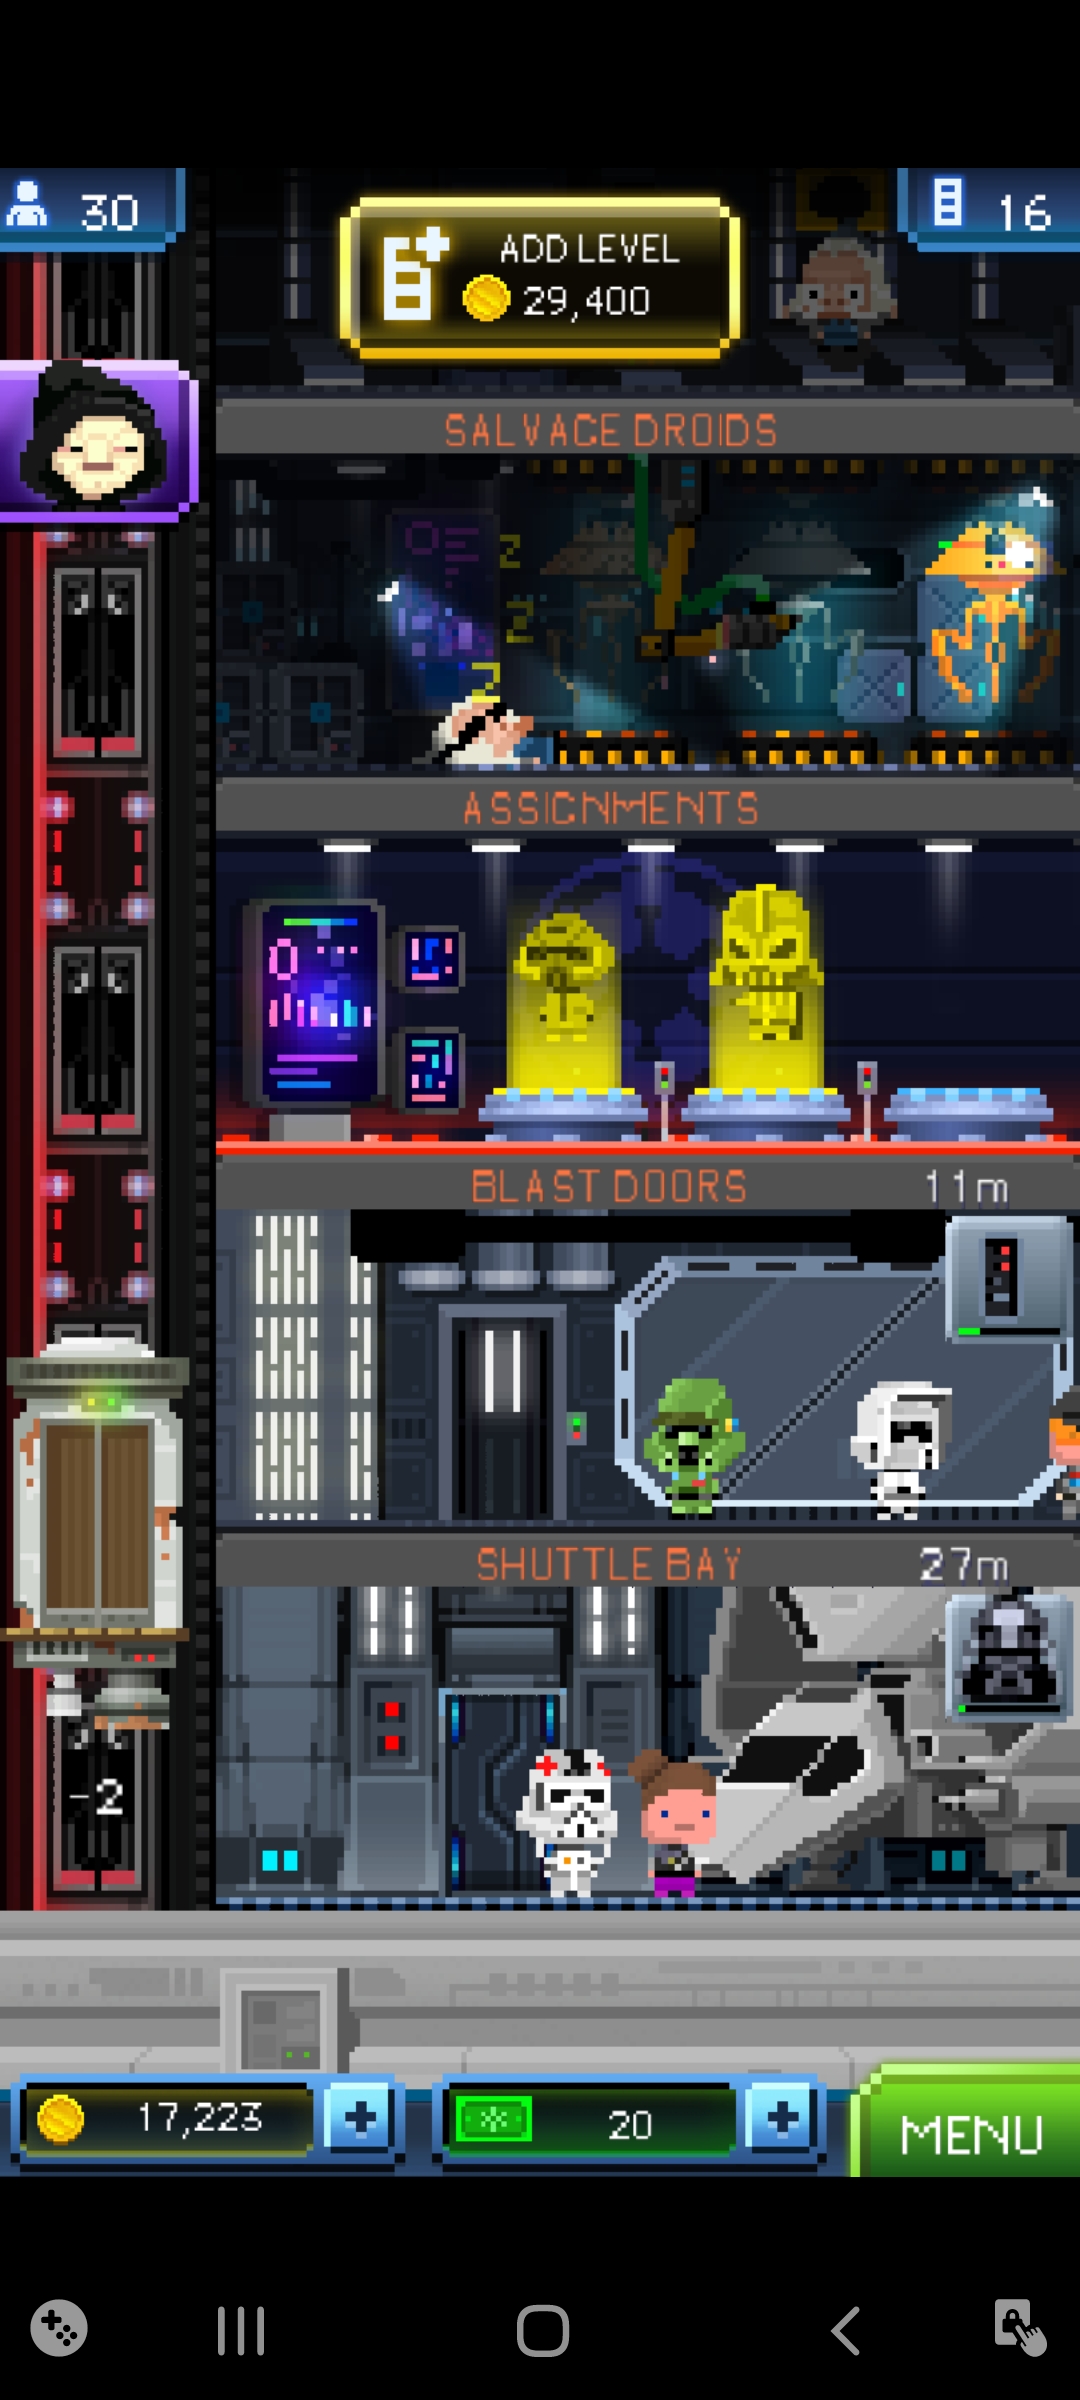 30
ADD LEVEL
29,400
16
SALVAGE DROIDS
Z
Z
Z
ASSIGNMENTS
BLAST DOORS 11m
SHUTTLE BAY 27m
-2
17,223
20
MENU